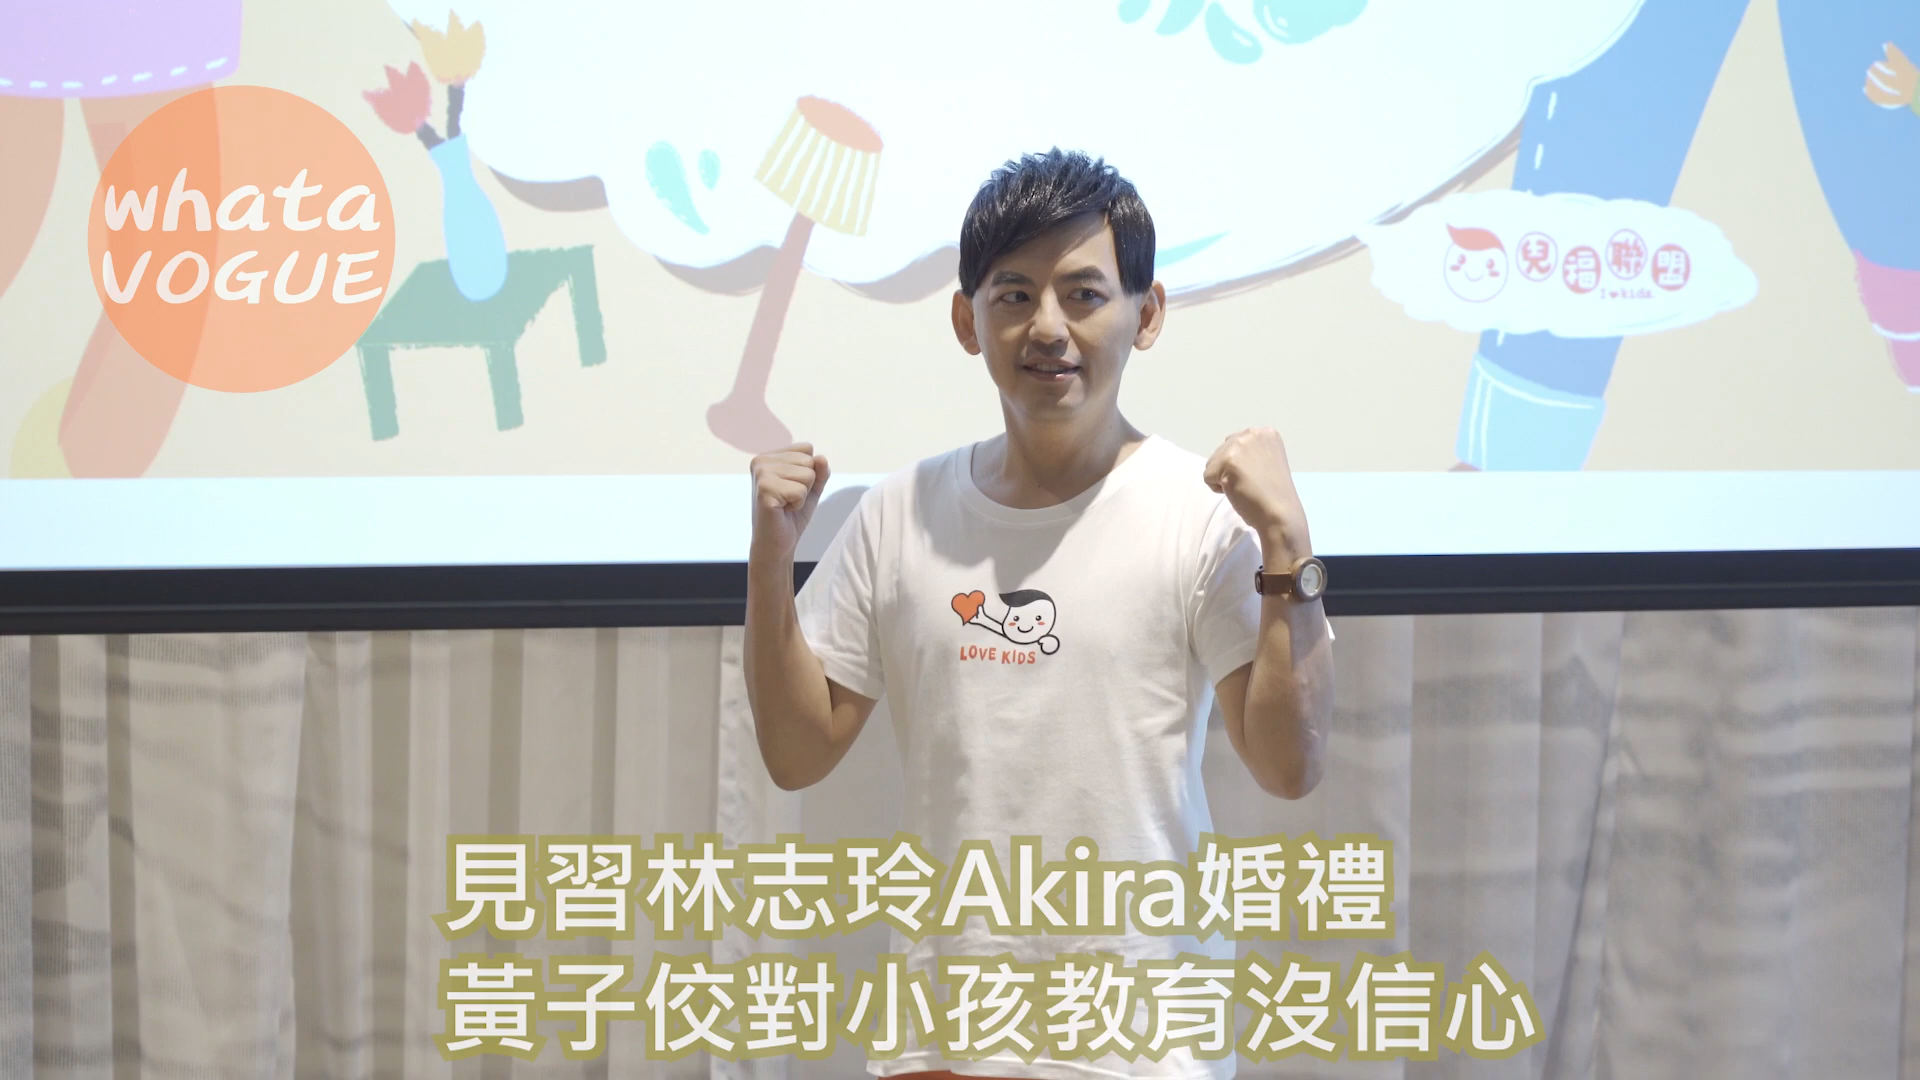 whata
VOGUE
兒福聯盟
I ♥ kids
LOVE KIDS
見習林志玲Akira婚禮
黃子佼對小孩教育沒信心